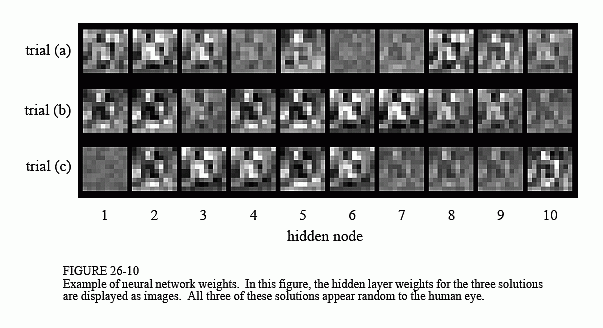 trial (a)
trial (b)
trial (c)
1 2 3 4 5 6 7 8 9 10
hidden node
FIGURE 26-10
Example of neural network weights. In this figure, the hidden layer weights for the three solutions
are displayed as images. All three of these solutions appear random to the human eye.